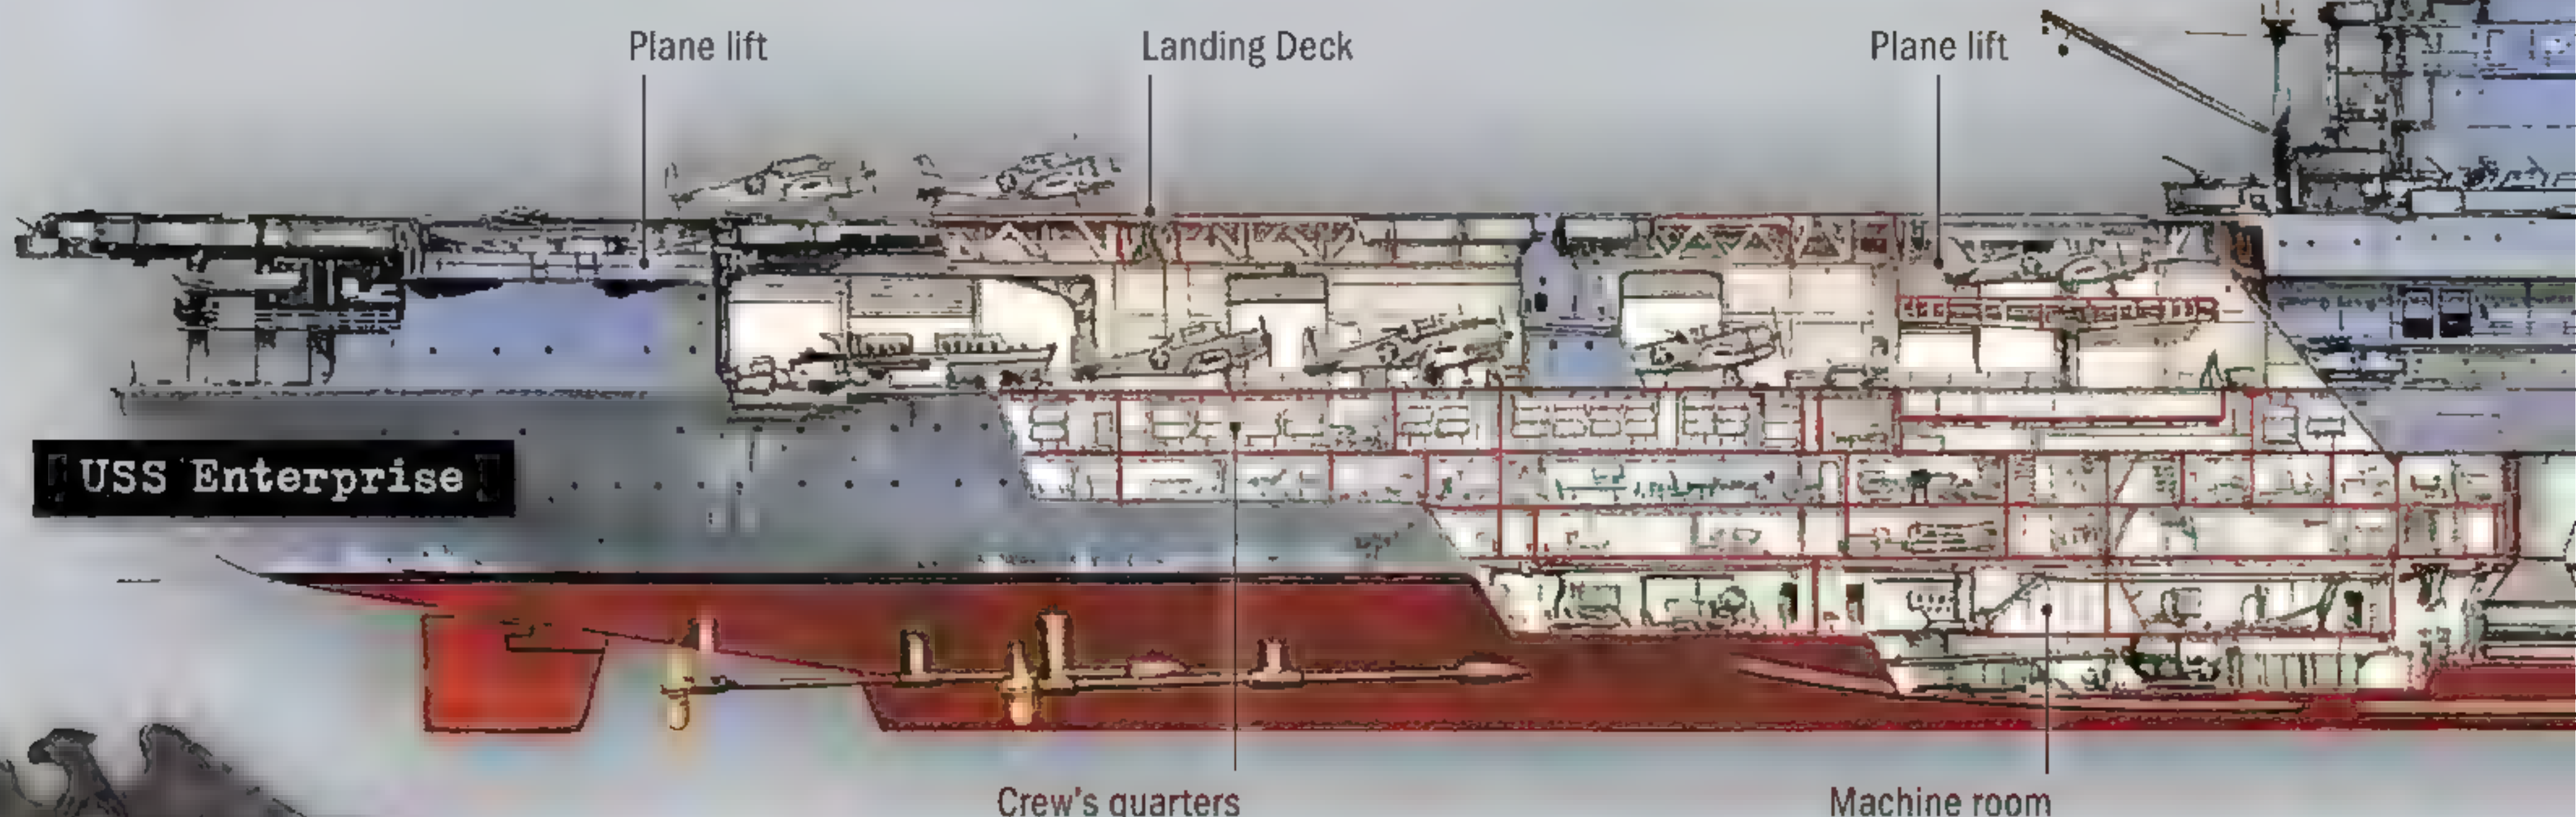 Plane lift
Landing Deck
Plane lift
USS Enterprise
Crew's quarters
Machine room